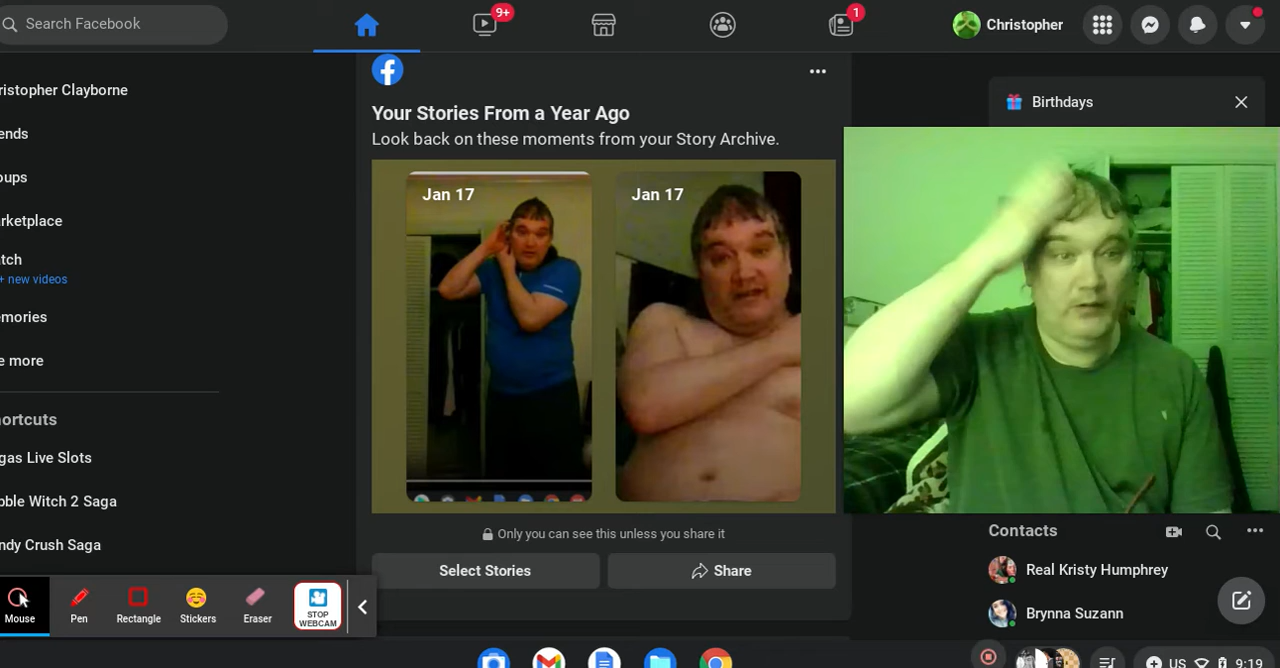 Search Facebook
9+
1
Christopher
ristopher Clayborne
ends
oups
rketplace
atch
+ new videos
emories
e more
ortcuts
gas Live Slots
bble Witch 2 Saga
ndy Crush Saga
Your Stories From a Year Ago
Look back on these moments from your Story Archive.
Jan 17
Jan 17
Only you can see this unless you share it
Select Stories
Share
Birthdays
Contacts
Real Kristy Humphrey
Brynna Suzann
Mouse
Pen
Rectangle
Stickers
Eraser
STOP
WEBCAM
US
9:19